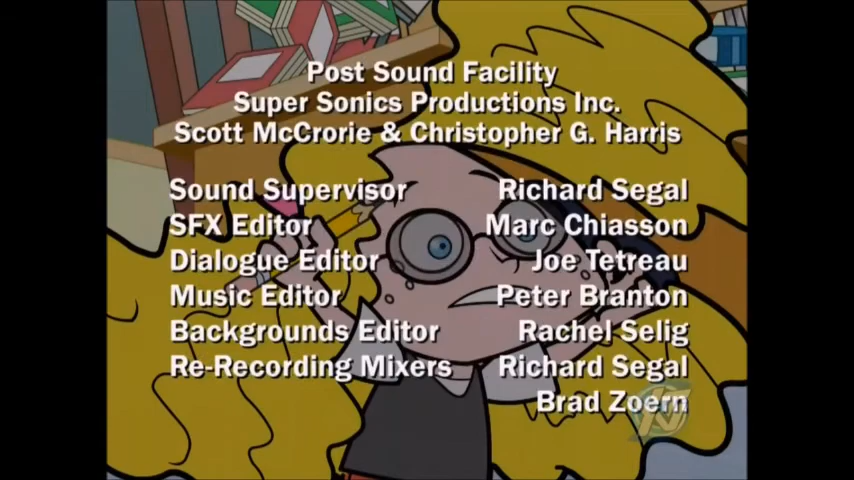 Post Sound Facility
Super Sonics Productions Inc.
Scott McCrorie & Christopher G. Harris
Sound Supervisor Richard Segal
SFX Editor Marc Chiasson
Dialogue Editor Joe Tetreau
Music Editor Peter Branton
Backgrounds Editor Rachel Selig
Re-Recording Mixers Richard Segal
Brad Zoern